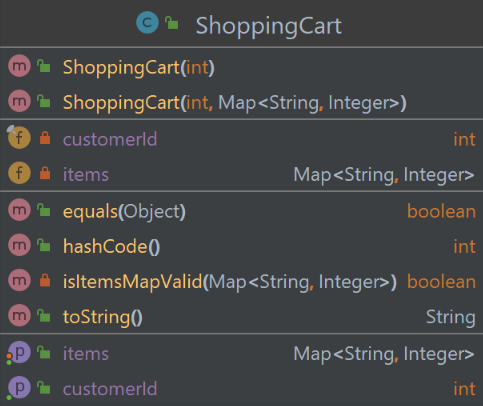 ShoppingCart
ShoppingCart(int)
ShoppingCart(int, Map<String, Integer>)
customerId int
items Map<String, Integer>
equals(Object) boolean
hashCode() int
isItemsMapValid(Map<String, Integer>) boolean
toString() String
items Map<String, Integer>
customerId int